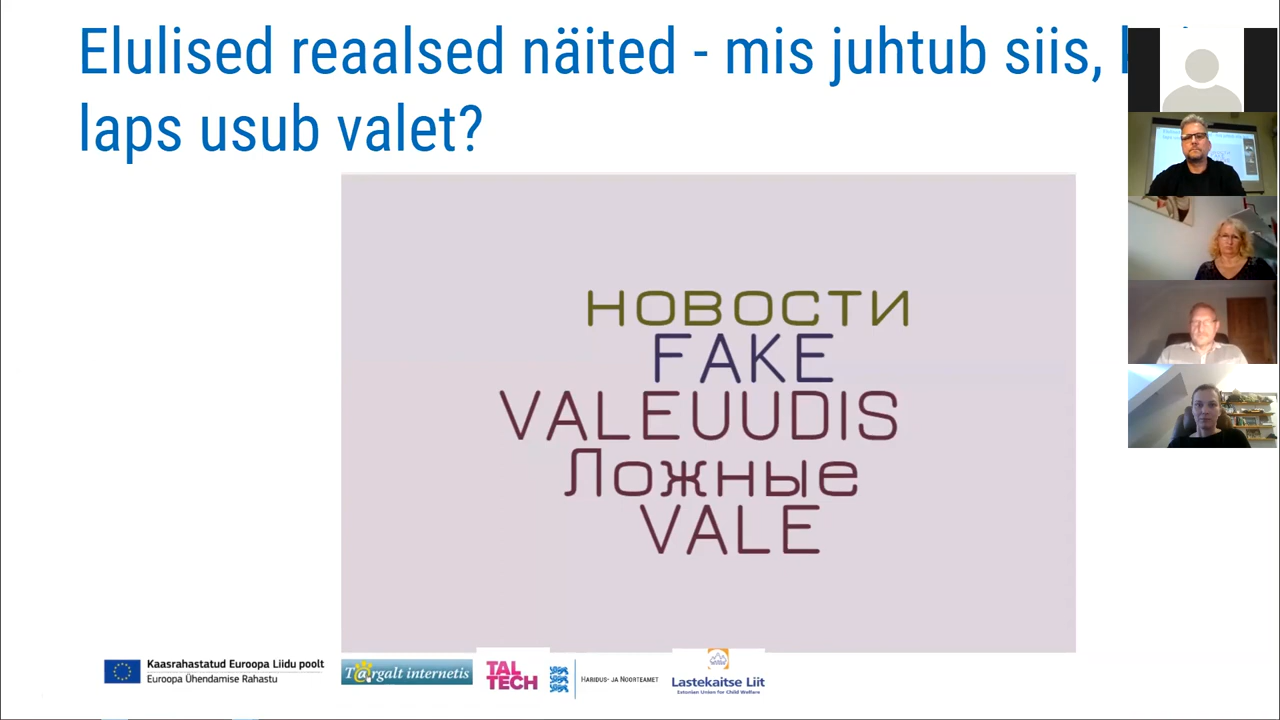 Elulised reaalsed näited - mis juhtub siis,
laps usub valet?
НОВОСТИ
FAKE
VALEUUDIS
Ложные
VALE
Kaasrahastatud Euroopa Liidu poolt
Euroopa Ühendamise Rahastu
T@rgalt internetis
TAL
TECH
HARIDUS- JA NOORTEAMET
Lastekaitse Liit
Estonian Union for Child Welfare